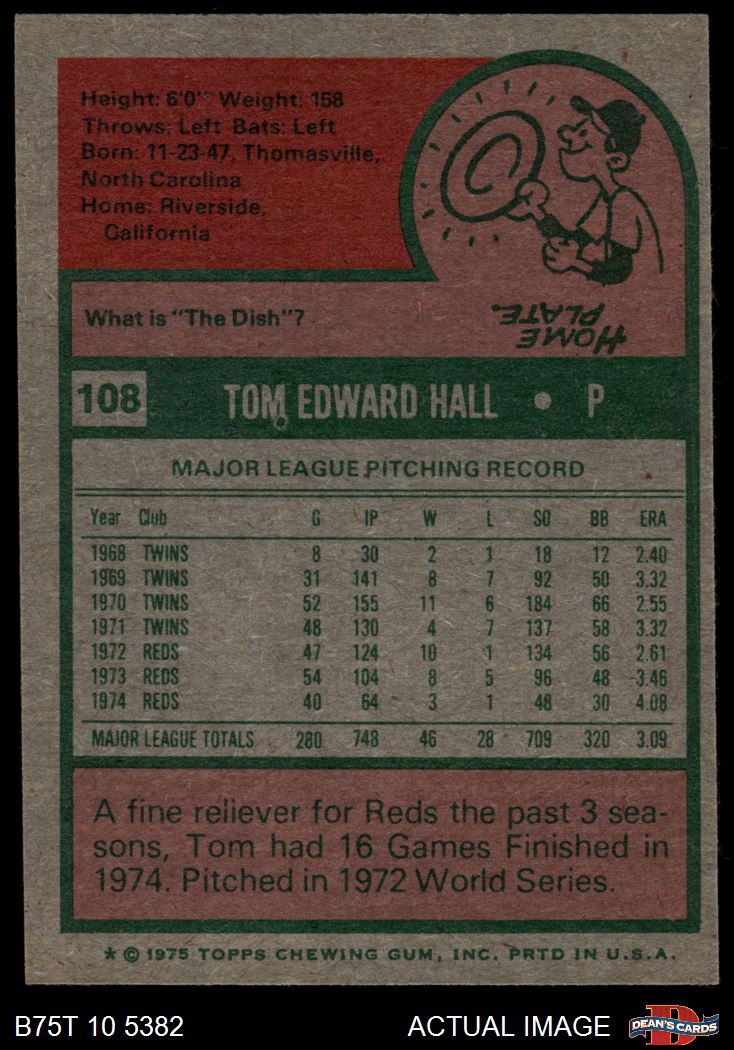 Height: 6'0" Weight: 158
Throws: Left Bats: Left
Born: 11-23-47, Thomasville,
North Carolina
Home: Riverside,
California
What is "The Dish"?
HOME
PLATE.
108 TOM EDWARD HALL • P
MAJOR LEAGUE PITCHING RECORD
Year Club G IP W L SO BB ERA
1968 TWINS 8 30 2 1 18 12 2.40
1969 TWINS 31 141 8 7 92 50 3.32
1970 TWINS 52 155 11 6 184 66 2.55
1971 TWINS 48 130 4 7 137 58 3.32
1972 REDS 47 124 10 1 134 56 2.61
1973 REDS 54 104 8 5 96 48 3.46
1974 REDS 40 64 3 1 48 30 4.08
MAJOR LEAGUE TOTALS 280 748 46 28 709 320 3.09
A fine reliever for Reds the past 3 sea-
sons, Tom had 16 Games Finished in
1974. Pitched in 1972 World Series.
* © 1975 TOPPS CHEWING GUM, INC. PRTD IN U.S.A.
B75T 10 5382 ACTUAL IMAGE
DEAN'S CARDS